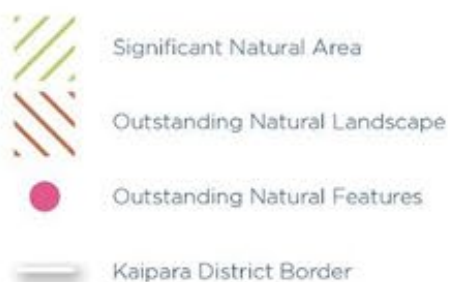 Significant Natural Area
Outstanding Natural Landscape
Outstanding Natural Features
Kaipara District Border